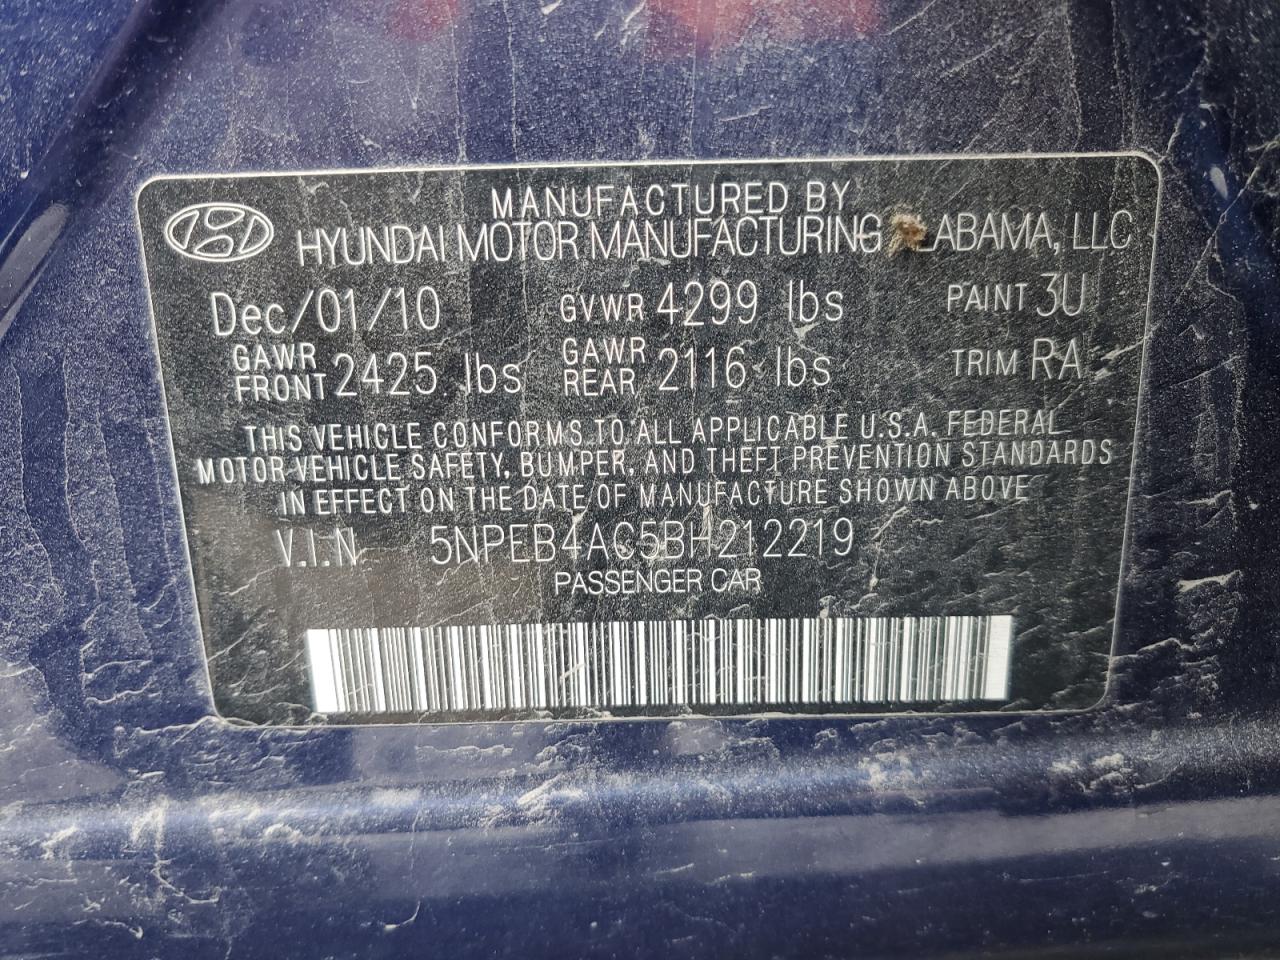 MANUFACTURED BY
HYUNDAI MOTOR MANUFACTURING ALABAMA, LLC
Dec/01/10 GVWR 4299 lbs PAINT 3U
GAWR FRONT 2425 lbs GAWR REAR 2116 lbs TRIM RA
THIS VEHICLE CONFORMS TO ALL APPLICABLE U.S.A. FEDERAL
MOTOR VEHICLE SAFETY, BUMPER, AND THEFT PREVENTION STANDARDS
IN EFFECT ON THE DATE OF MANUFACTURE SHOWN ABOVE
V.I.N 5NPEB4AC5BH212219
PASSENGER CAR